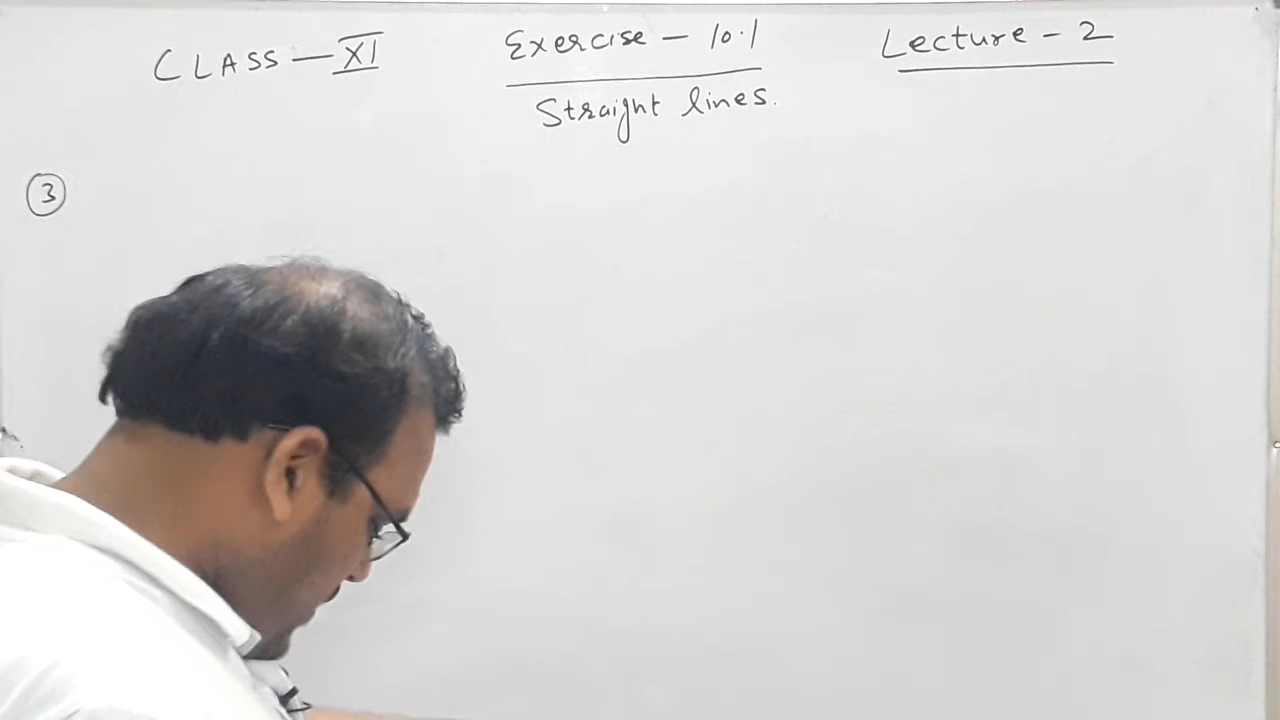 CLASS - XI Exercise - 10.1 Lecture - 2
Straight lines.
3